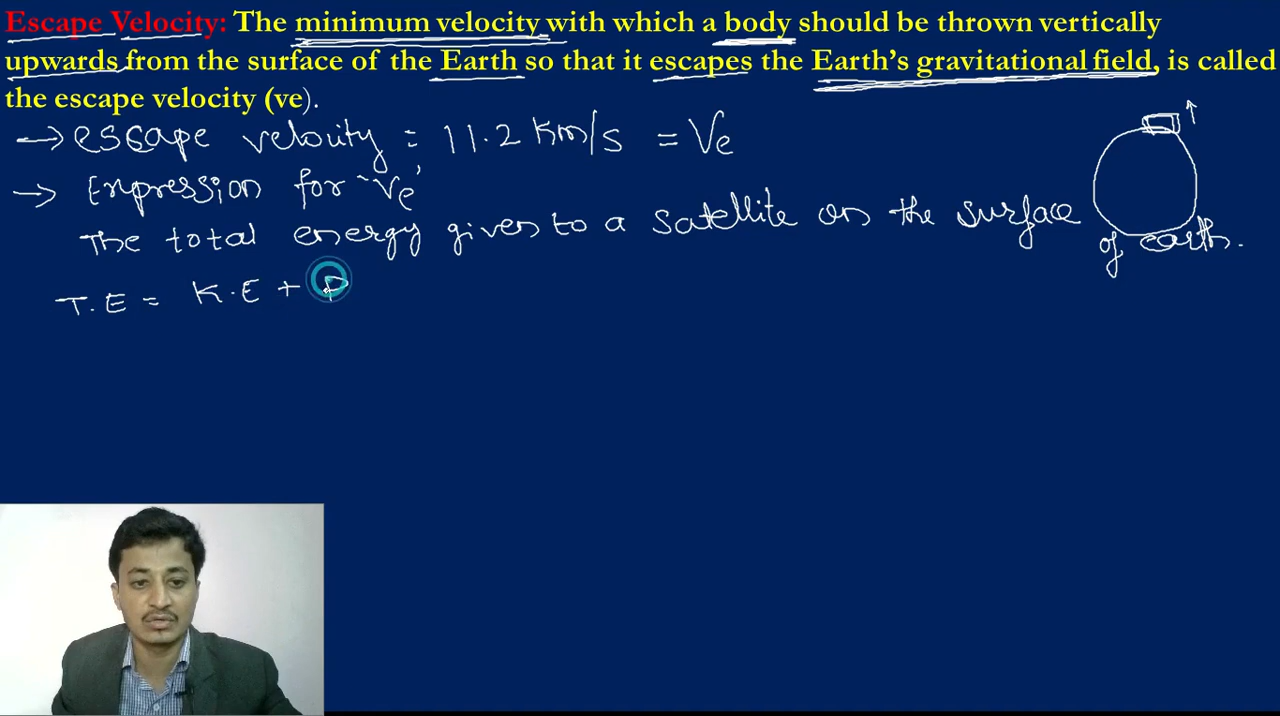 Escape Velocity: The minimum velocity with which a body should be thrown vertically
upwards from the surface of the Earth so that it escapes the Earth's gravitational field, is called
the escape velocity (ve).
→ escape velocity = 11.2 Km/s = Ve
→ Expression for 'Ve'
The total energy given to a satellite on the surface
of earth.
T.E = K.E + P